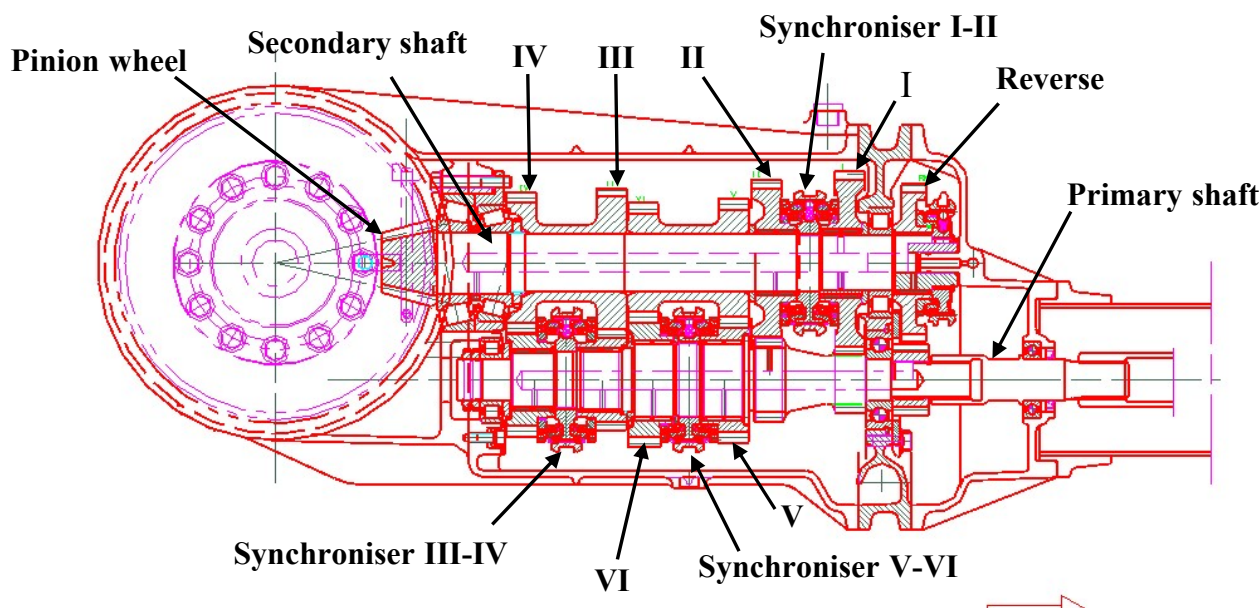 Synchroniser I-II
Secondary shaft
Pinion wheel
IV
III
II
I
Reverse
Primary shaft
Synchroniser III-IV
VI
Synchroniser V-VI
V